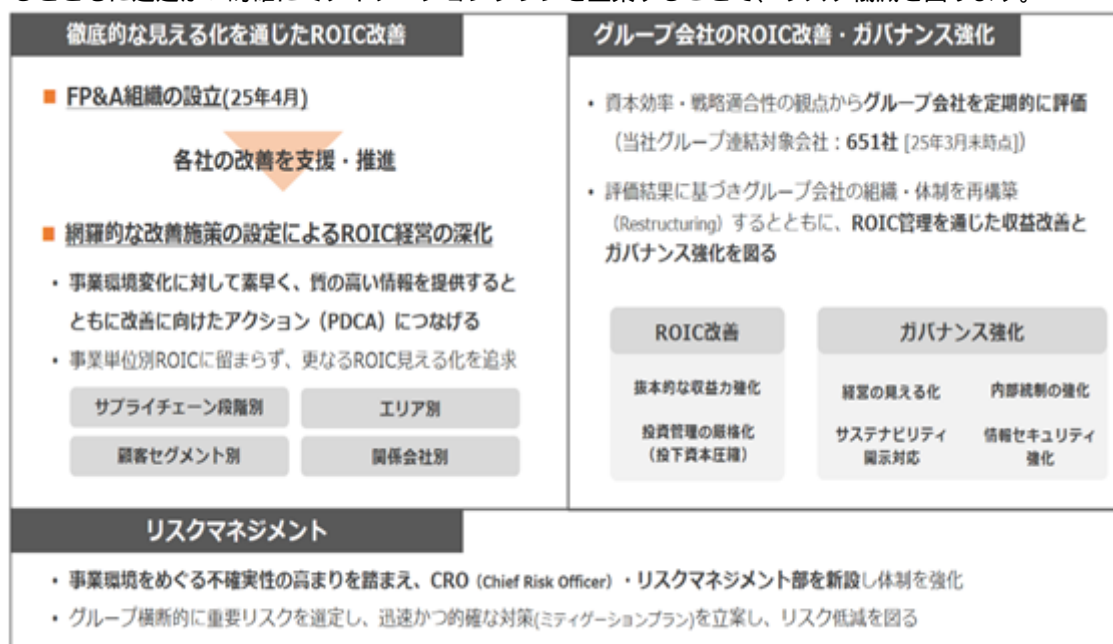 徹底的な見える化を通じたROIC改善
■ FP&A組織の設立(25年4月)
各社の改善を支援・推進
■ 網羅的な改善施策の設定によるROIC経営の深化
・ 事業環境変化に対して素早く、質の高い情報を提供すると
ともに改善に向けたアクション（PDCA）につなげる
・ 事業単位別ROICに留まらず、更なるROIC見える化を追求
サプライチェーン段階別
エリア別
顧客セグメント別
関係会社別
グループ会社のROIC改善・ガバナンス強化
・ 資本効率・戦略適合性の観点からグループ会社を定期的に評価
（当社グループ連結対象会社：651社 [25年3月末時点]）
・ 評価結果に基づきグループ会社の組織・体制を再構築
（Restructuring）するとともに、ROIC管理を通じた収益改善と
ガバナンス強化を図る
ROIC改善
抜本的な収益力強化
投資管理の厳格化
（投下資本圧縮）
ガバナンス強化
経営の見える化
内部統制の強化
サステナビリティ
開示対応
情報セキュリティ
強化
リスクマネジメント
・ 事業環境をめぐる不確実性の高まりを踏まえ、CRO（Chief Risk Officer）・リスクマネジメント部を新設し体制を強化
・ グループ横断的に重要リスクを選定し、迅速かつ的確な対策(ミティゲーションプラン)を立案し、リスク低減を図る